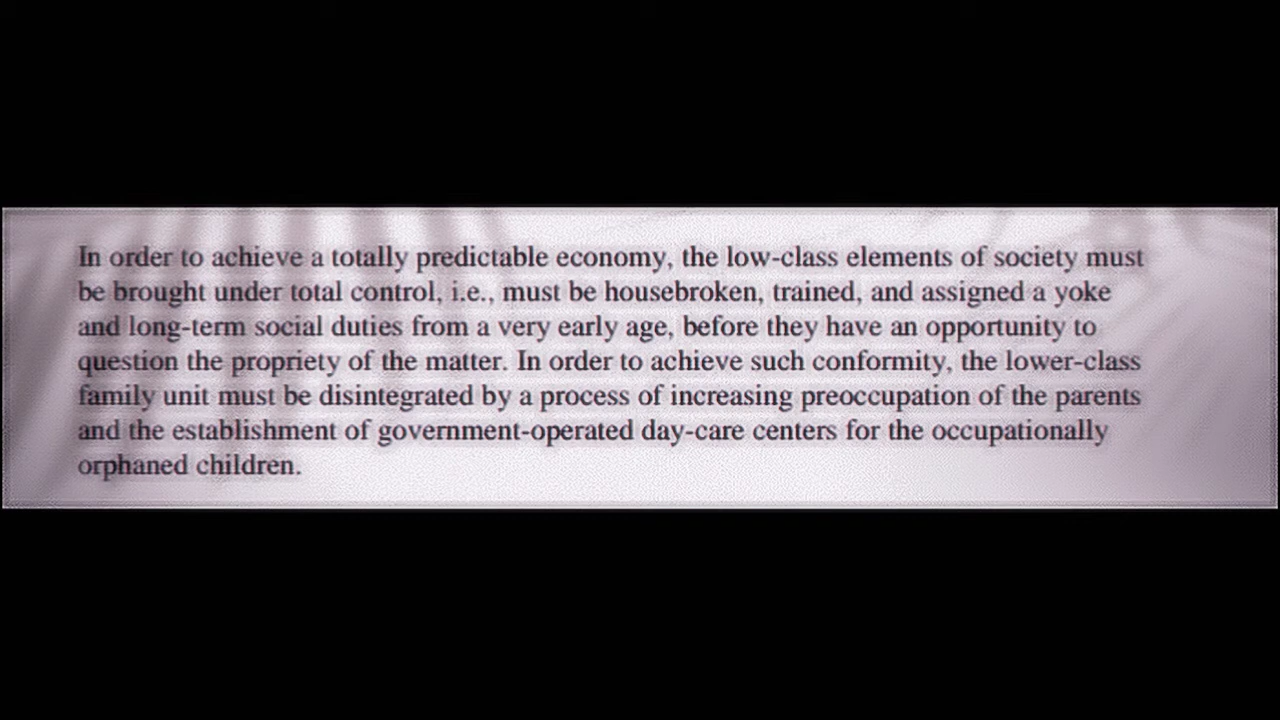 In order to achieve a totally predictable economy, the low-class elements of society must
be brought under total control, i.e., must be housebroken, trained, and assigned a yoke
and long-term social duties from a very early age, before they have an opportunity to
question the propriety of the matter. In order to achieve such conformity, the lower-class
family unit must be disintegrated by a process of increasing preoccupation of the parents
and the establishment of government-operated day-care centers for the occupationally
orphaned children.